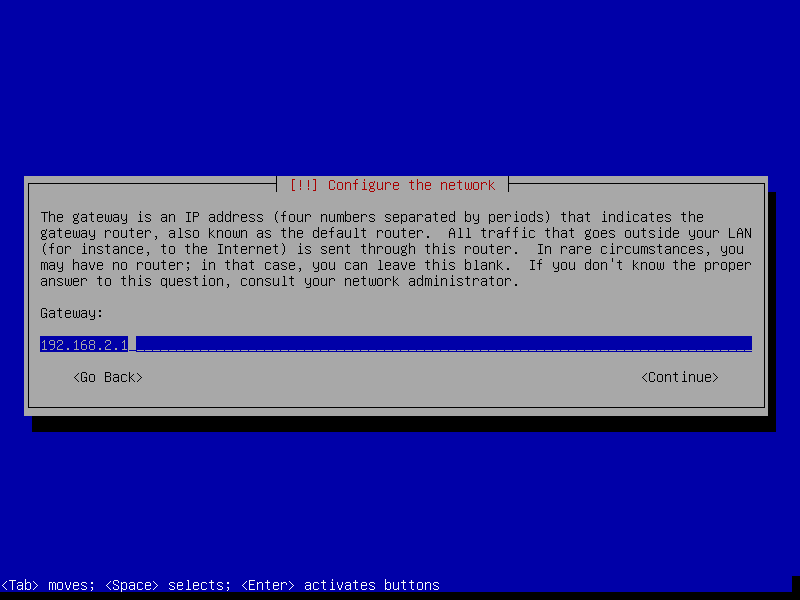 [!!] Configure the network
The gateway is an IP address (four numbers separated by periods) that indicates the
gateway router, also known as the default router.  All traffic that goes outside your LAN
(for instance, to the Internet) is sent through this router.  In rare circumstances, you
may have no router; in that case, you can leave this blank.  If you don't know the proper
answer to this question, consult your network administrator.
Gateway:
192.168.2.1
<Go Back> <Continue>
<Tab> moves; <Space> selects; <Enter> activates buttons